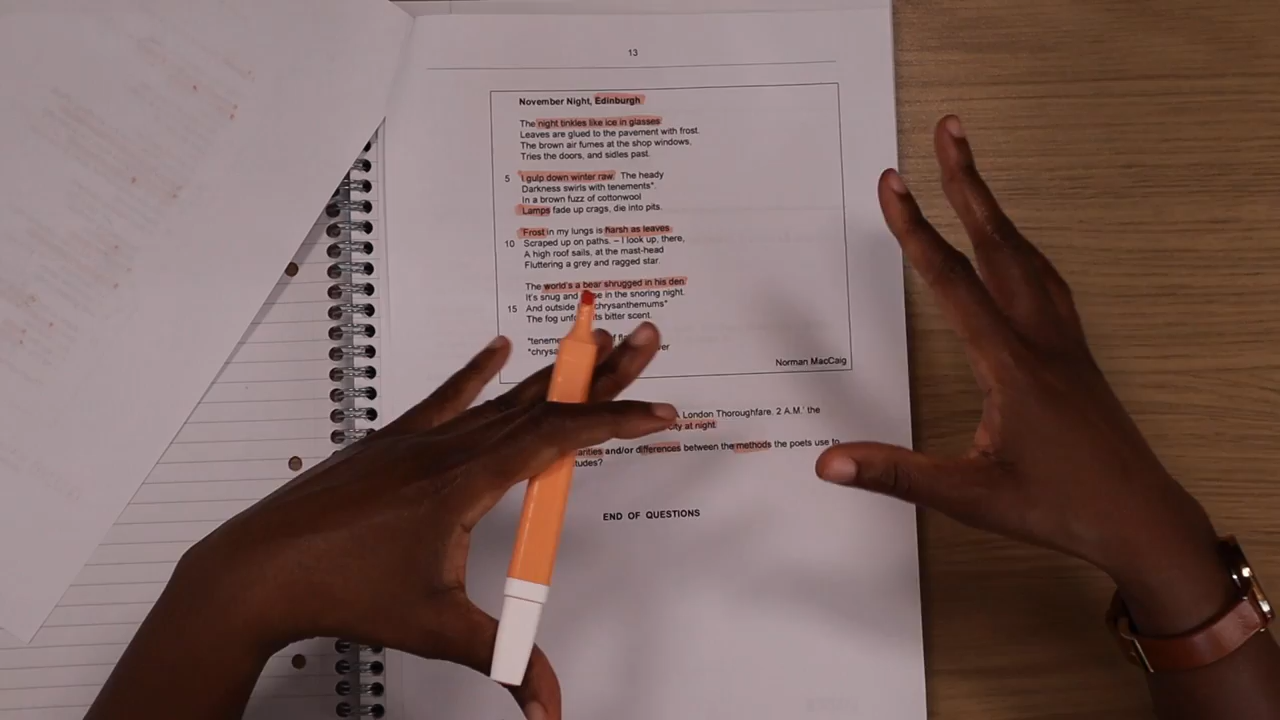 13
November Night, Edinburgh
The night tinkles like ice in glasses
Leaves are glued to the pavement with frost.
The brown air fumes at the shop windows,
Tries the doors, and sidles past.
5 I gulp down winter raw. The heady
Darkness swirls with tenements*.
In a brown fuzz of cottonwool
Lamps fade up crags, die into pits.
Frost in my lungs is harsh as leaves
10 Scraped up on paths. – I look up, there,
A high roof sails, at the mast-head
Fluttering a grey and ragged star.
The world's a bear shrugged in his den.
It's snug and in the snoring night.
15 And outside chrysanthemums*
The fog its bitter scent.
Norman MacCaig
A London Thoroughfare. 2 A.M.' the
city at night
and/or differences between the methods the poets use to
END OF QUESTIONS